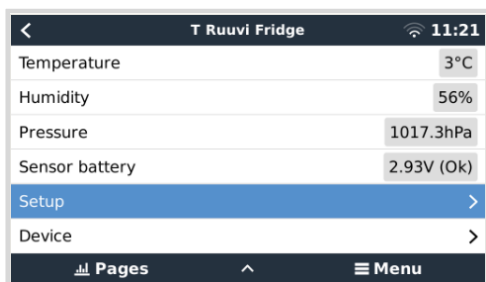 T Ruuvi Fridge 11:21
Temperature 3°C
Humidity 56%
Pressure 1017.3hPa
Sensor battery 2.93V (Ok)
Setup
Device
Pages Menu